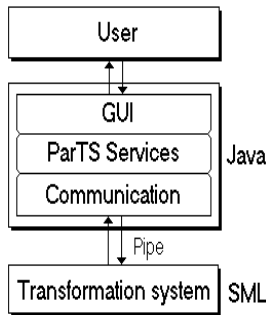 User
GUI
ParTS Services
Java
Communication
Pipe
Transformation system
SML